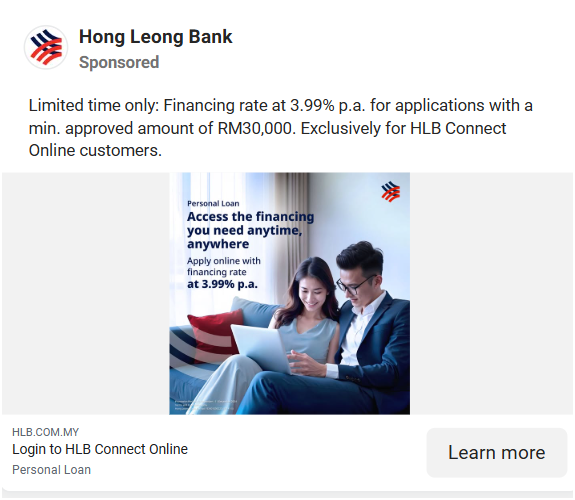 Hong Leong Bank
Sponsored
Limited time only: Financing rate at 3.99% p.a. for applications with a
min. approved amount of RM30,000. Exclusively for HLB Connect
Online customers.
Personal Loan
Access the financing
you need anytime,
anywhere
Apply online with
financing rate
at 3.99% p.a.
HLB.COM.MY
Login to HLB Connect Online
Personal Loan
Learn more